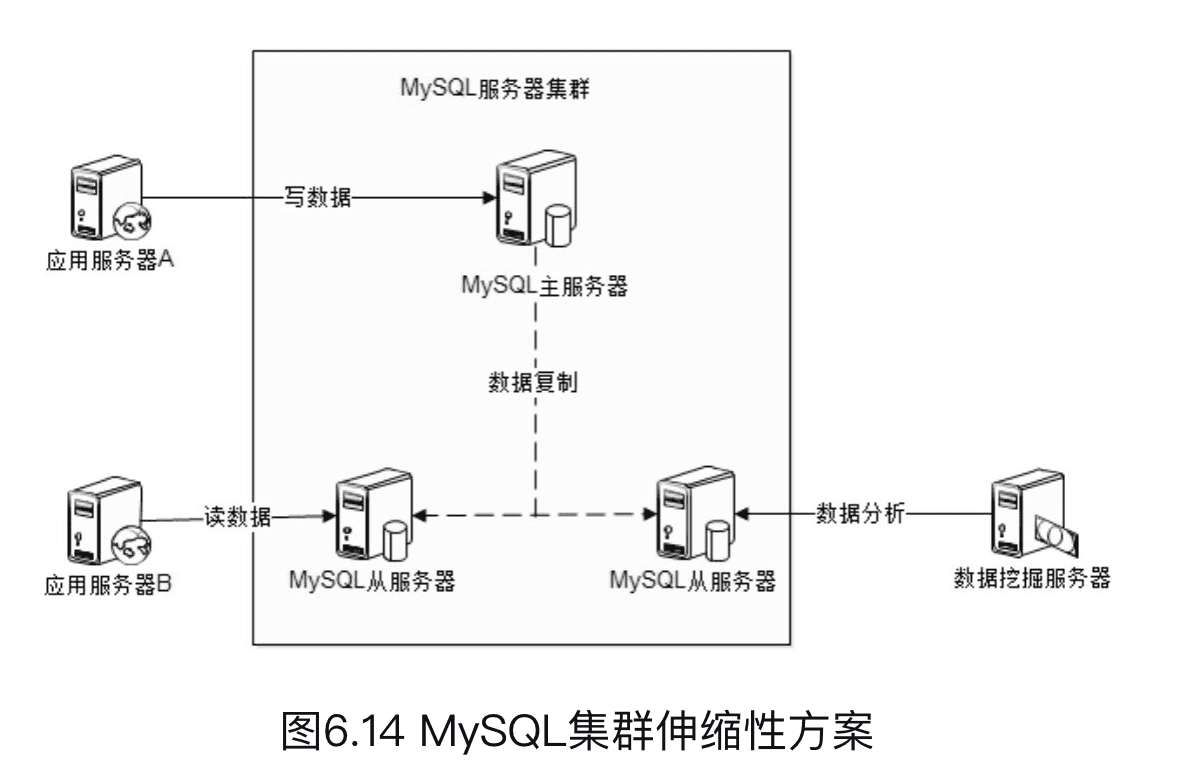 MySQL服务器集群
写数据
应用服务器A
MySQL主服务器
数据复制
读数据
数据分析
应用服务器B
MySQL从服务器
MySQL从服务器
数据挖掘服务器
图6.14 MySQL集群伸缩性方案